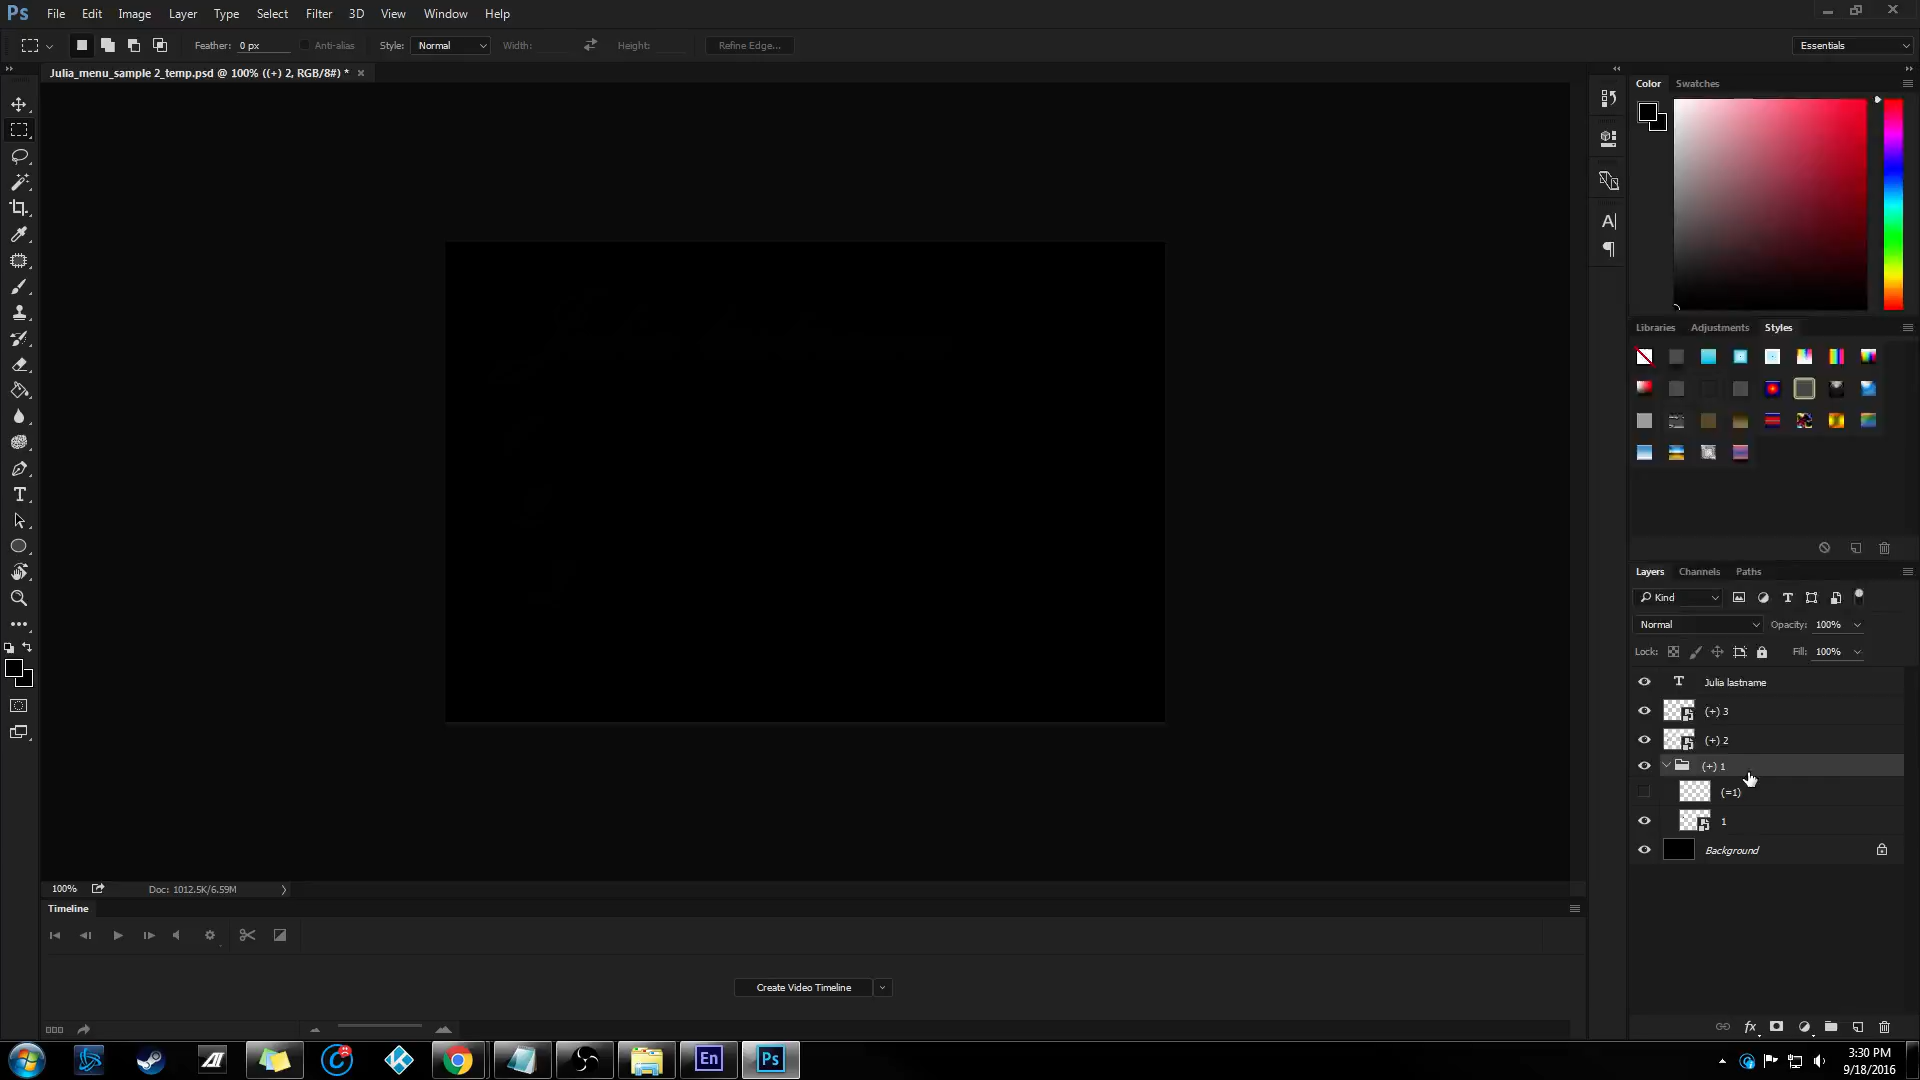 Ps File Edit Image Layer Type Select Filter 3D View Window Help
Feather: 0 px Anti-alias Style: Normal Width: Height: Refine Edge... Essentials
Julia_menu_sample 2_temp.psd @ 100% ((+) 2, RGB/8#) *
Color Swatches
Libraries Adjustments Styles
Layers Channels Paths
Kind
Normal Opacity: 100%
Lock: Fill: 100%
Julia lastname
(+) 3
(+) 2
(+) 1
(=1)
1
Background
100% Doc: 1012.5K/6.59M
Timeline
Create Video Timeline
En Ps
3:30 PM
9/18/2016